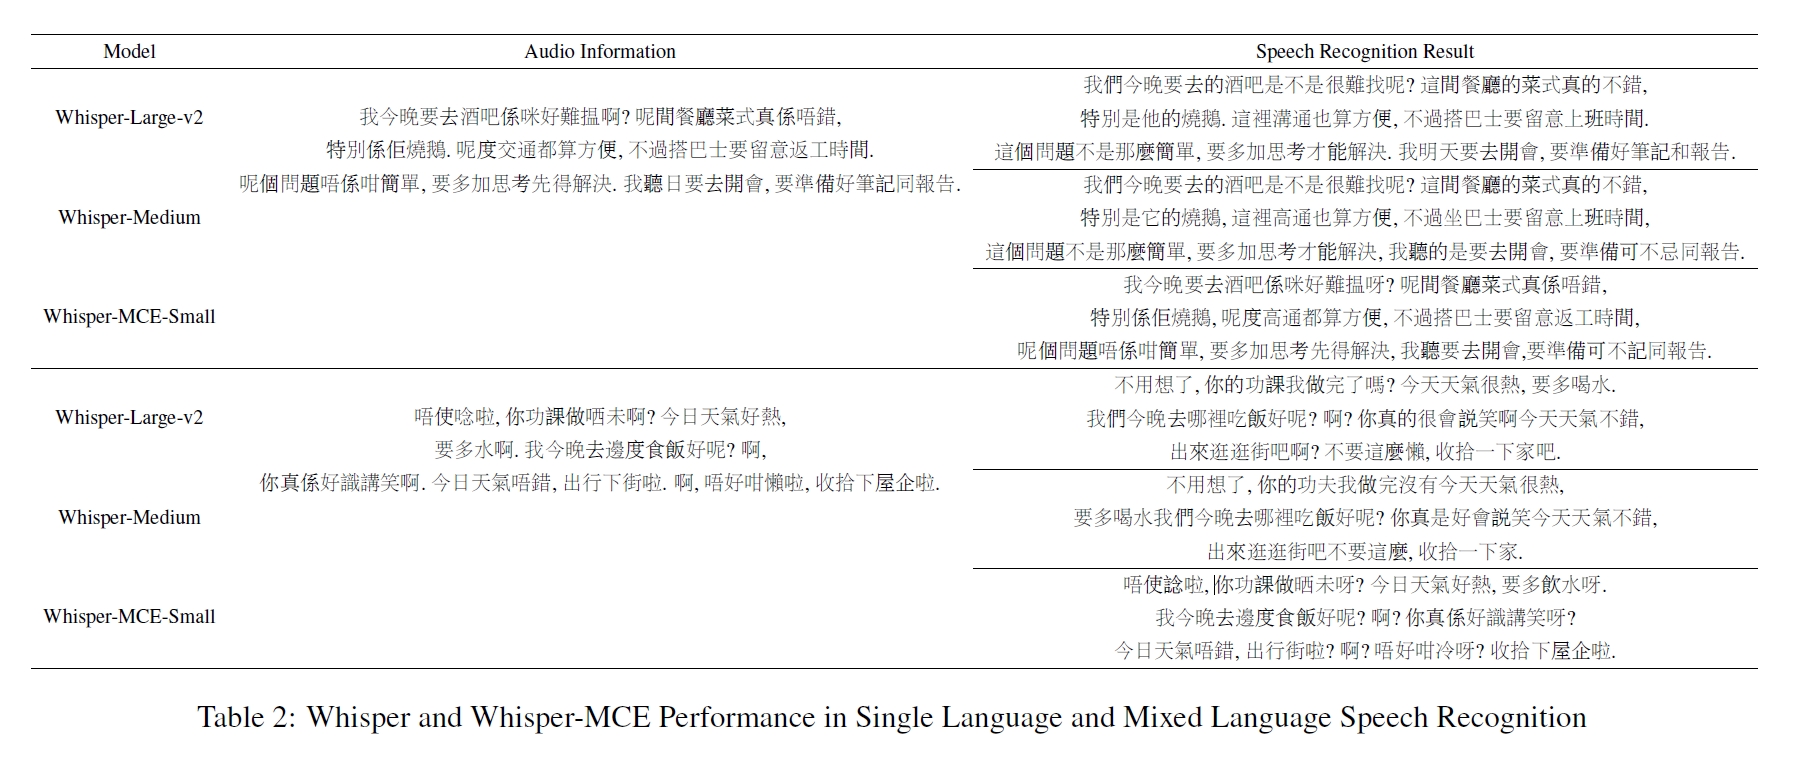 Model Audio Information Speech Recognition Result
Whisper-Large-v2
我今晚要去酒吧係咪好難搵啊? 呢間餐廳菜式真係唔錯,
特別係佢燒鵝. 呢度交通都算方便, 不過搭巴士要留意返工時間.
呢個問題唔係咁簡單, 要多加思考先得解決. 我聽日要去開會, 要準備好筆記同報告.
我們今晚要去的酒吧是不是很難找呢? 這間餐廳的菜式真的不錯,
特別是他的燒鵝. 這裡溝通也算方便, 不過搭巴士要留意上班時間.
這個問題不是那麼簡單, 要多加思考才能解決. 我明天要去開會, 要準備好筆記和報告.
Whisper-Medium
我們今晚要去的酒吧是不是很難找呢? 這間餐廳的菜式真的不錯,
特別是它的燒鵝, 這裡高通也算方便, 不過坐巴士要留意上班時間,
這個問題不是那麼簡單, 要多加思考才能解決, 我聽的是要去開會, 要準備可不忌同報告.
Whisper-MCE-Small
我今晚要去酒吧係咪好難搵呀? 呢間餐廳菜式真係唔錯,
特別係佢燒鵝, 呢度高通都算方便, 不過搭巴士要留意返工時間,
呢個問題唔係咁簡單, 要多加思考先得解決, 我聽要去開會,要準備可不記同報告.
Whisper-Large-v2
唔使唸啦, 你功課做晒未啊? 今日天氣好熱,
要多水啊. 我今晚去邊度食飯好呢? 啊,
你真係好識講笑啊. 今日天氣唔錯, 出行下街啦. 啊, 唔好咁懶啦, 收拾下屋企啦.
不用想了, 你的功課我做完了嗎? 今天天氣很熱, 要多喝水.
我們今晚去哪裡吃飯好呢? 啊? 你真的很會説笑啊今天天氣不錯,
出來逛逛街吧啊? 不要這麼懶, 收拾一下家吧.
Whisper-Medium
不用想了, 你的功夫我做完沒有今天天氣很熱,
要多喝水我們今晚去哪裡吃飯好呢? 你真是好會説笑今天天氣不錯,
出來逛逛街吧不要這麼, 收拾一下家.
Whisper-MCE-Small
唔使諗啦, 你功課做晒未呀? 今日天氣好熱, 要多飲水呀.
我今晚去邊度食飯好呢? 啊? 你真係好識講笑呀?
今日天氣唔錯, 出行街啦? 啊? 唔好咁冷呀? 收拾下屋企啦.
Table 2: Whisper and Whisper-MCE Performance in Single Language and Mixed Language Speech Recognition